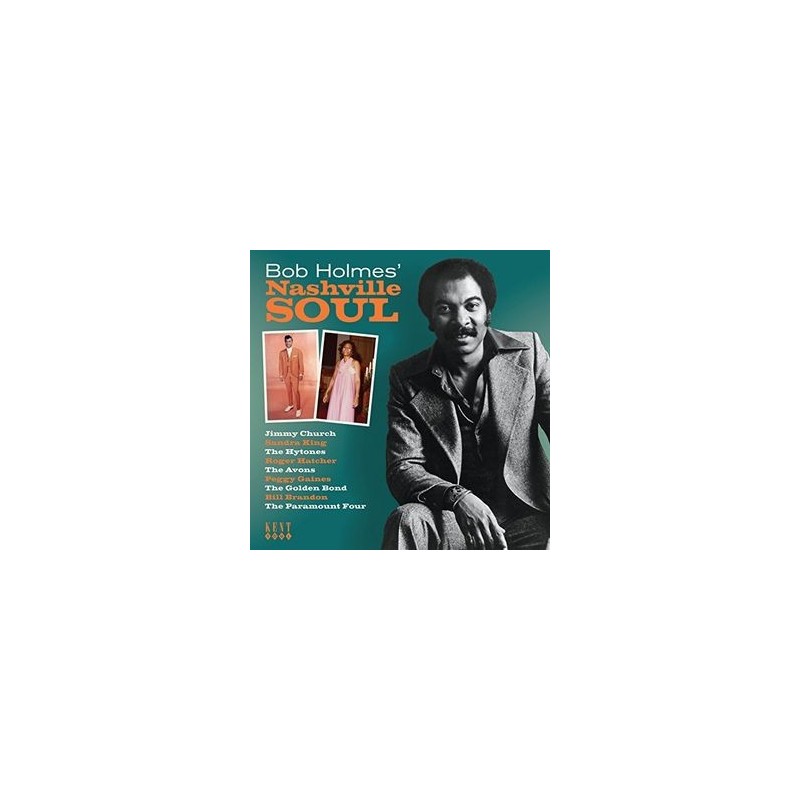 Bob Holmes'
Nashville
SOUL
Jimmy Church
Sandra King
The Hytones
Roger Hatcher
The Avons
Peggy Gaines
The Golden Bond
Bill Brandon
The Paramount Four
KENT
SOUL